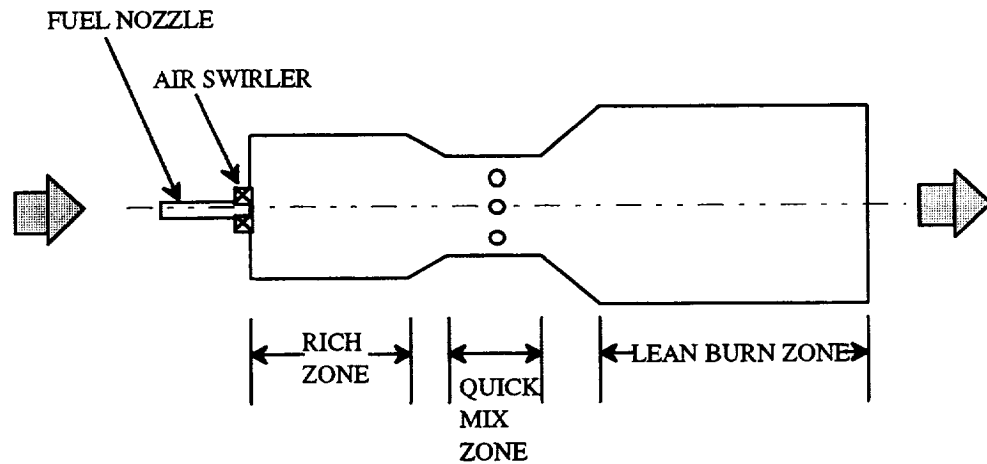 FUEL NOZZLE
AIR SWIRLER
RICH
ZONE
QUICK
MIX
ZONE
LEAN BURN ZONE